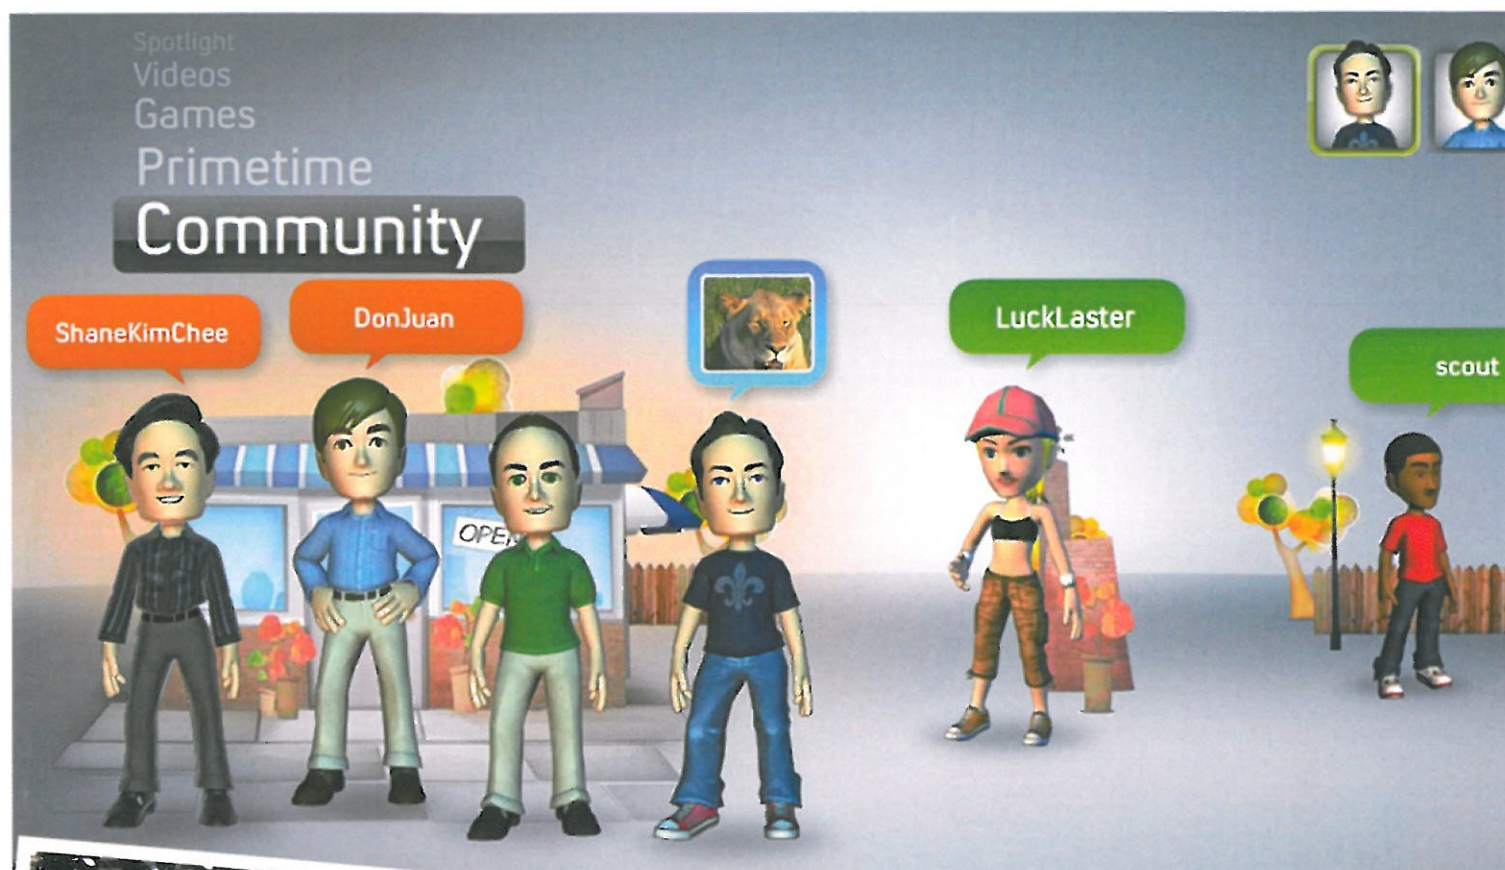 Spotlight
Videos
Games
Primetime
Community
ShaneKimChee
DonJuan
LuckLaster
scout